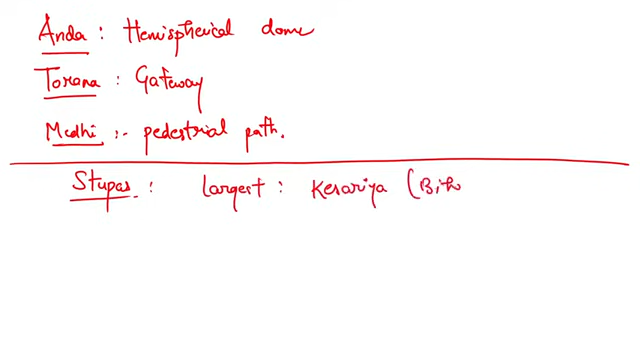 Anda : Hemispherical dome
Torana : Gateway
Medhi :- pedestrial path.
Stupas : Largest : Kesariya (Bih